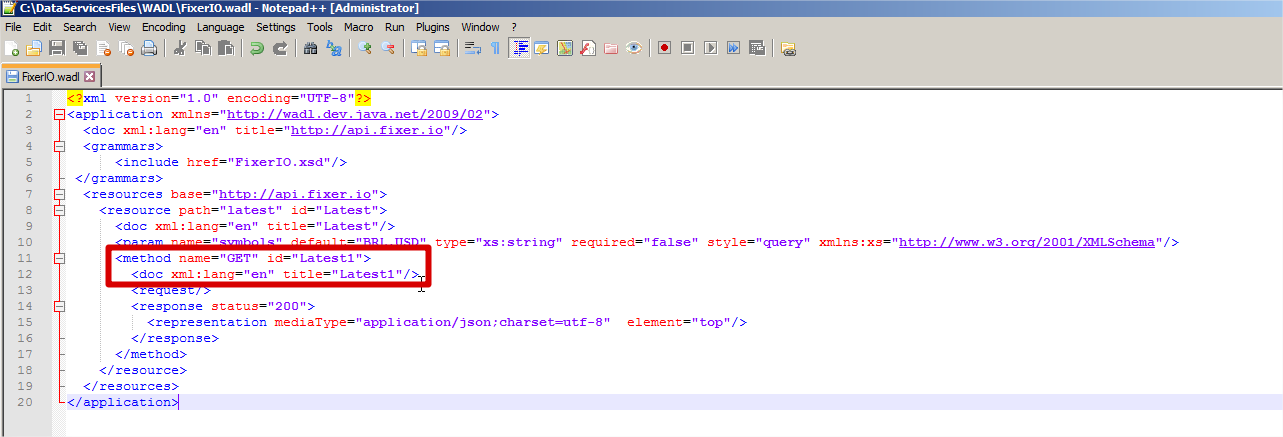 C:\DataServicesFiles\WADL\FixerIO.wadl - Notepad++ [Administrator]
File Edit Search View Encoding Language Settings Tools Macro Run Plugins Window ?
FixerIO.wadl
1 <?xml version="1.0" encoding="UTF-8"?>
2 <application xmlns="http://wadl.dev.java.net/2009/02">
3 <doc xml:lang="en" title="http://api.fixer.io"/>
4 <grammars>
5 <include href="FixerIO.xsd"/>
6 </grammars>
7 <resources base="http://api.fixer.io">
8 <resource path="latest" id="Latest">
9 <doc xml:lang="en" title="Latest"/>
10 <param name="symbols" default="BRL,USD" type="xs:string" required="false" style="query" xmlns:xs="http://www.w3.org/2001/XMLSchema"/>
11 <method name="GET" id="Latest1">
12 <doc xml:lang="en" title="Latest1"/>
13 <request/>
14 <response status="200">
15 <representation mediaType="application/json;charset=utf-8" element="top"/>
16 </response>
17 </method>
18 </resource>
19 </resources>
20 </application>